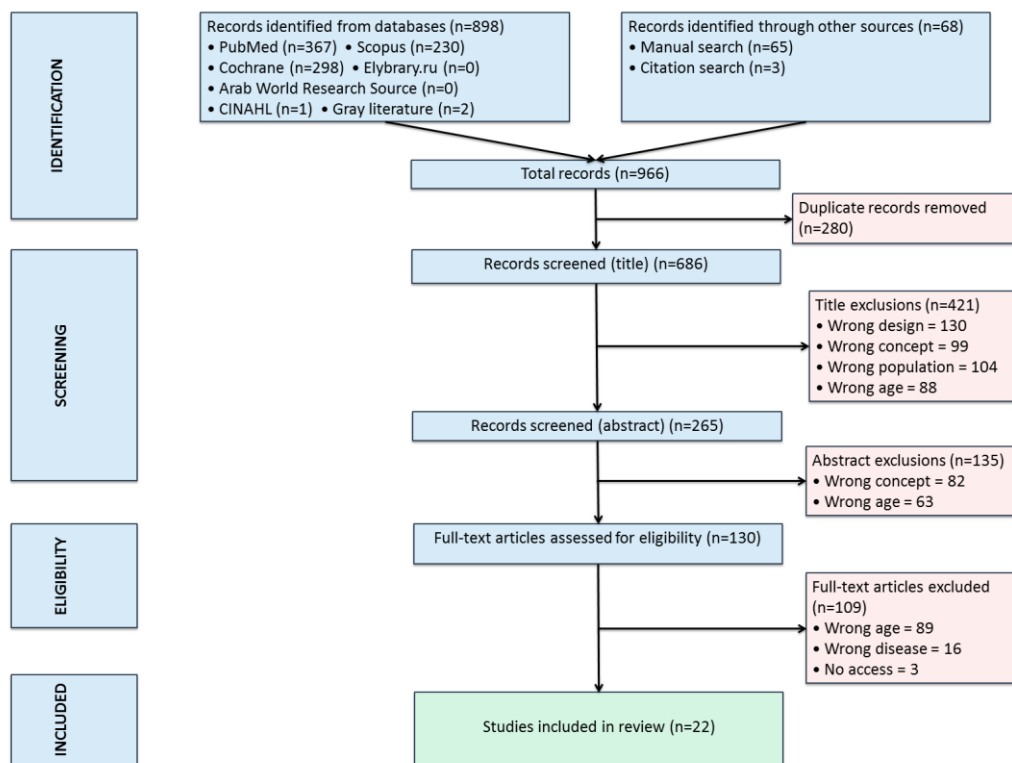 IDENTIFICATION
Records identified from databases (n=898)
• PubMed (n=367) • Scopus (n=230)
• Cochrane (n=298) • Elybrary.ru (n=0)
• Arab World Research Source (n=0)
• CINAHL (n=1) • Gray literature (n=2)
Records identified through other sources (n=68)
• Manual search (n=65)
• Citation search (n=3)
Total records (n=966)
Duplicate records removed
(n=280)
SCREENING
Records screened (title) (n=686)
Title exclusions (n=421)
• Wrong design = 130
• Wrong concept = 99
• Wrong population = 104
• Wrong age = 88
Records screened (abstract) (n=265)
Abstract exclusions (n=135)
• Wrong concept = 82
• Wrong age = 63
ELIGIBILITY
Full-text articles assessed for eligibility (n=130)
Full-text articles excluded
(n=109)
• Wrong age = 89
• Wrong disease = 16
• No access = 3
INCLUDED
Studies included in review (n=22)